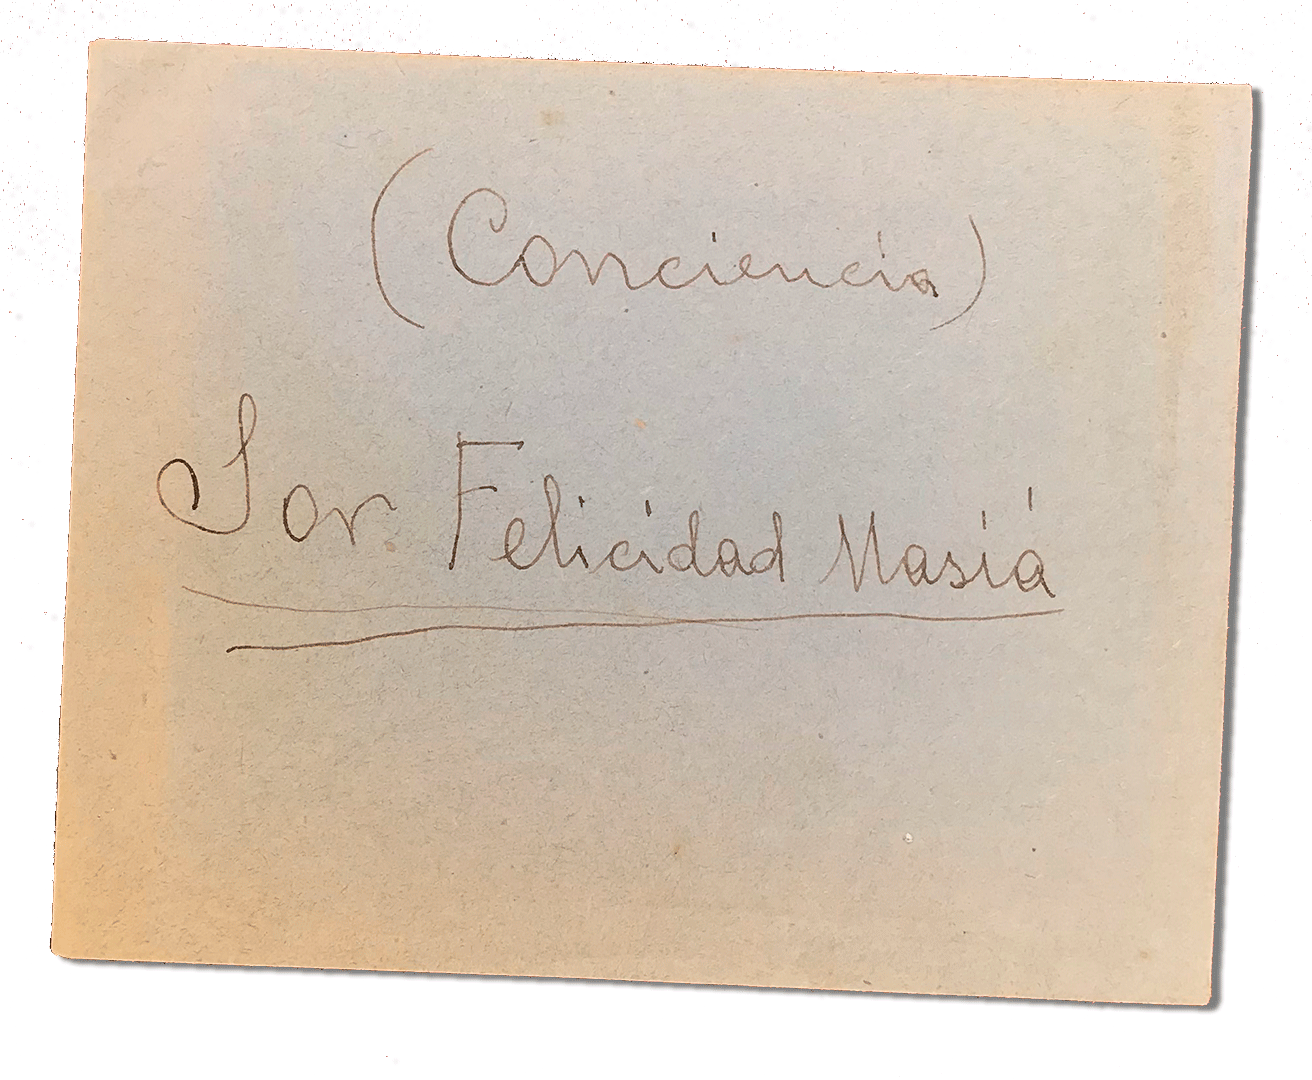 (Conciencia)
Sor Felicidad Masiá